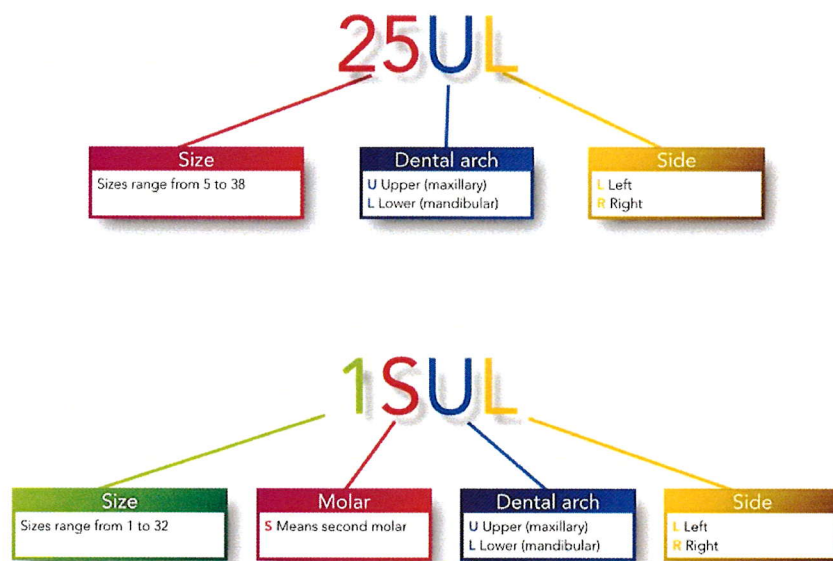 25UL
Size
Sizes range from 5 to 38
Dental arch
U Upper (maxillary)
L Lower (mandibular)
Side
L Left
R Right
1SUL
Size
Sizes range from 1 to 32
Molar
S Means second molar
Dental arch
U Upper (maxillary)
L Lower (mandibular)
Side
L Left
R Right